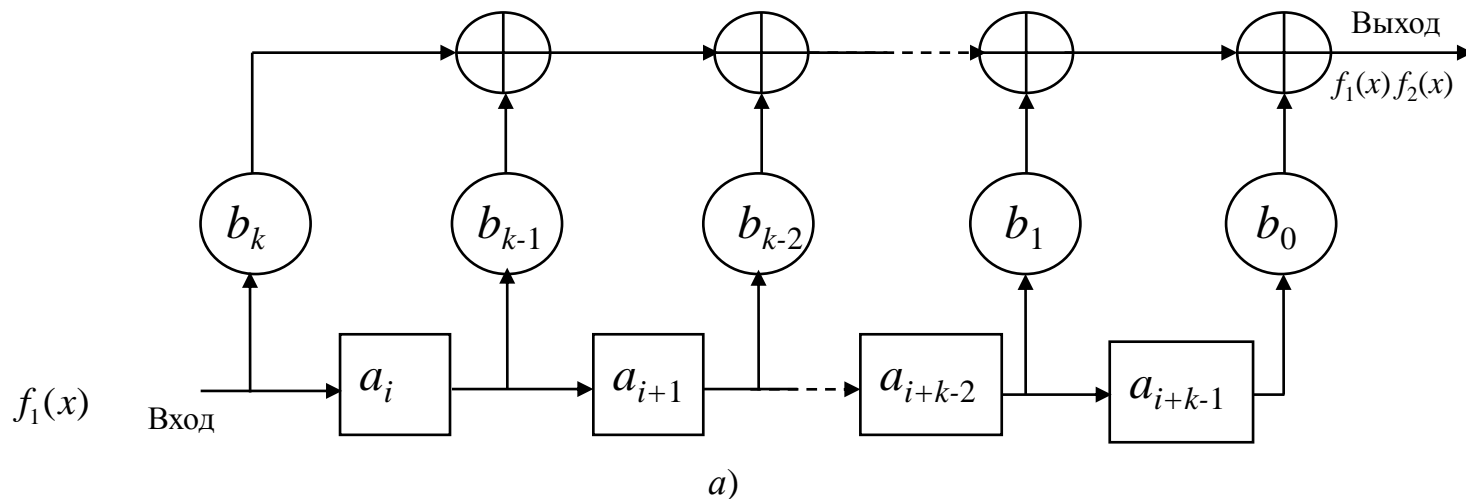 Выход
f₁(x) f₂(x)
bₖ bₖ₋₁ bₖ₋₂ b₁ b₀
aᵢ aᵢ₊₁ aᵢ₊ₖ₋₂ aᵢ₊ₖ₋₁
f₁(x) Вход
а)